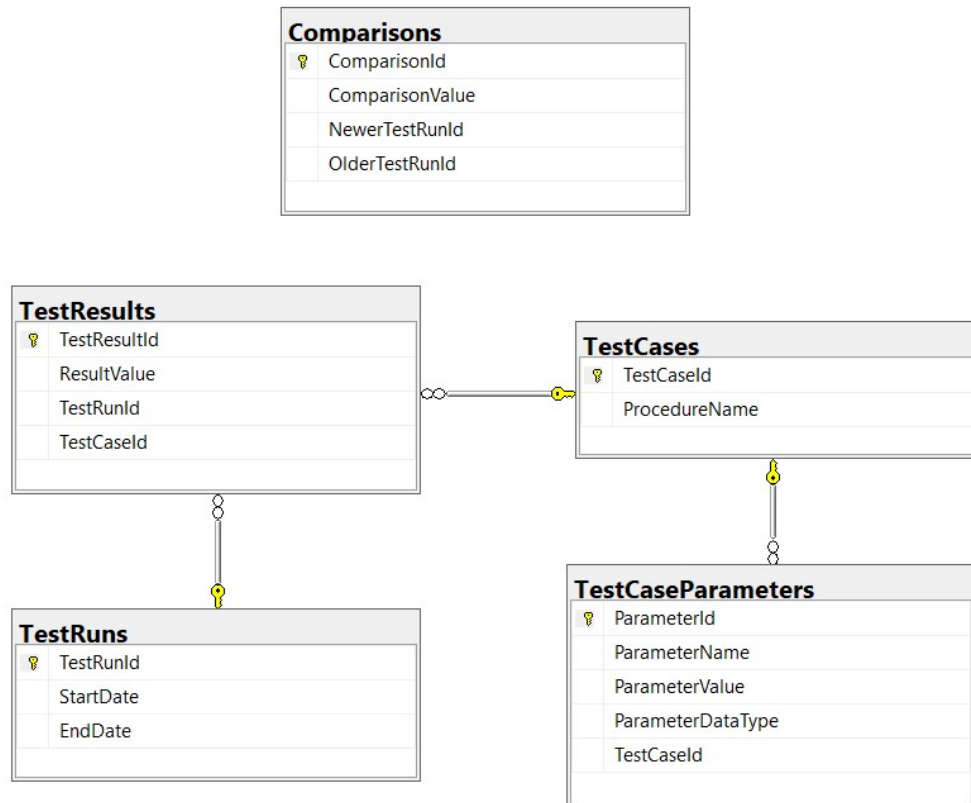 Comparisons
ComparisonId
ComparisonValue
NewerTestRunId
OlderTestRunId
TestResults
TestResultId
ResultValue
TestRunId
TestCaseId
TestCases
TestCaseId
ProcedureName
TestRuns
TestRunId
StartDate
EndDate
TestCaseParameters
ParameterId
ParameterName
ParameterValue
ParameterDataType
TestCaseId